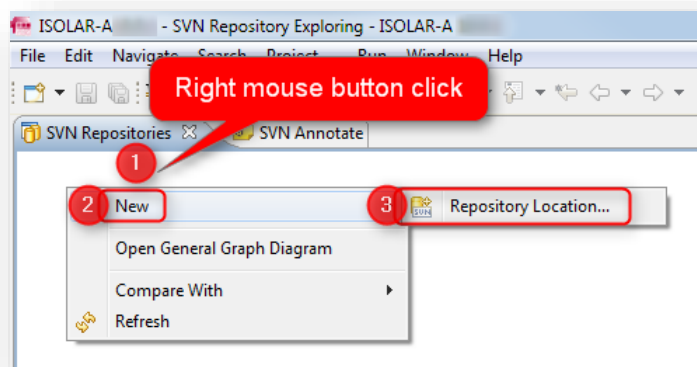 ISOLAR-A - SVN Repository Exploring - ISOLAR-A
File Edit Navigate Search Project Run Window Help
Right mouse button click
SVN Repositories SVN Annotate
1
2 New 3 SVN Repository Location...
Open General Graph Diagram
Compare With
Refresh